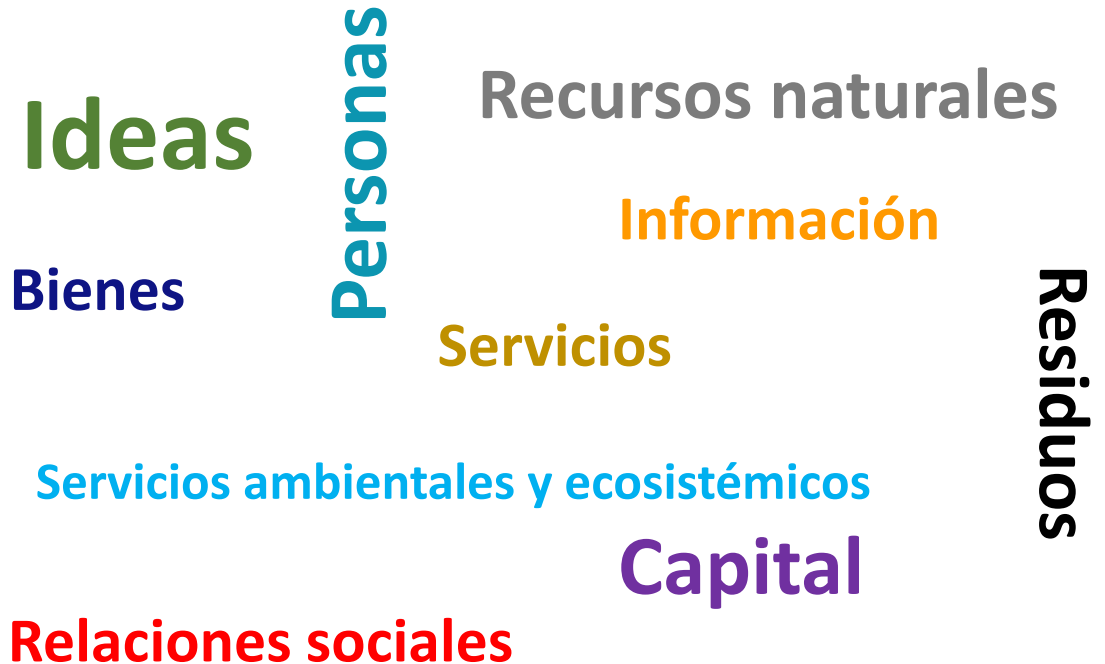 Ideas
Personas
Recursos naturales
Información
Bienes
Servicios
Residuos
Servicios ambientales y ecosistémicos
Capital
Relaciones sociales